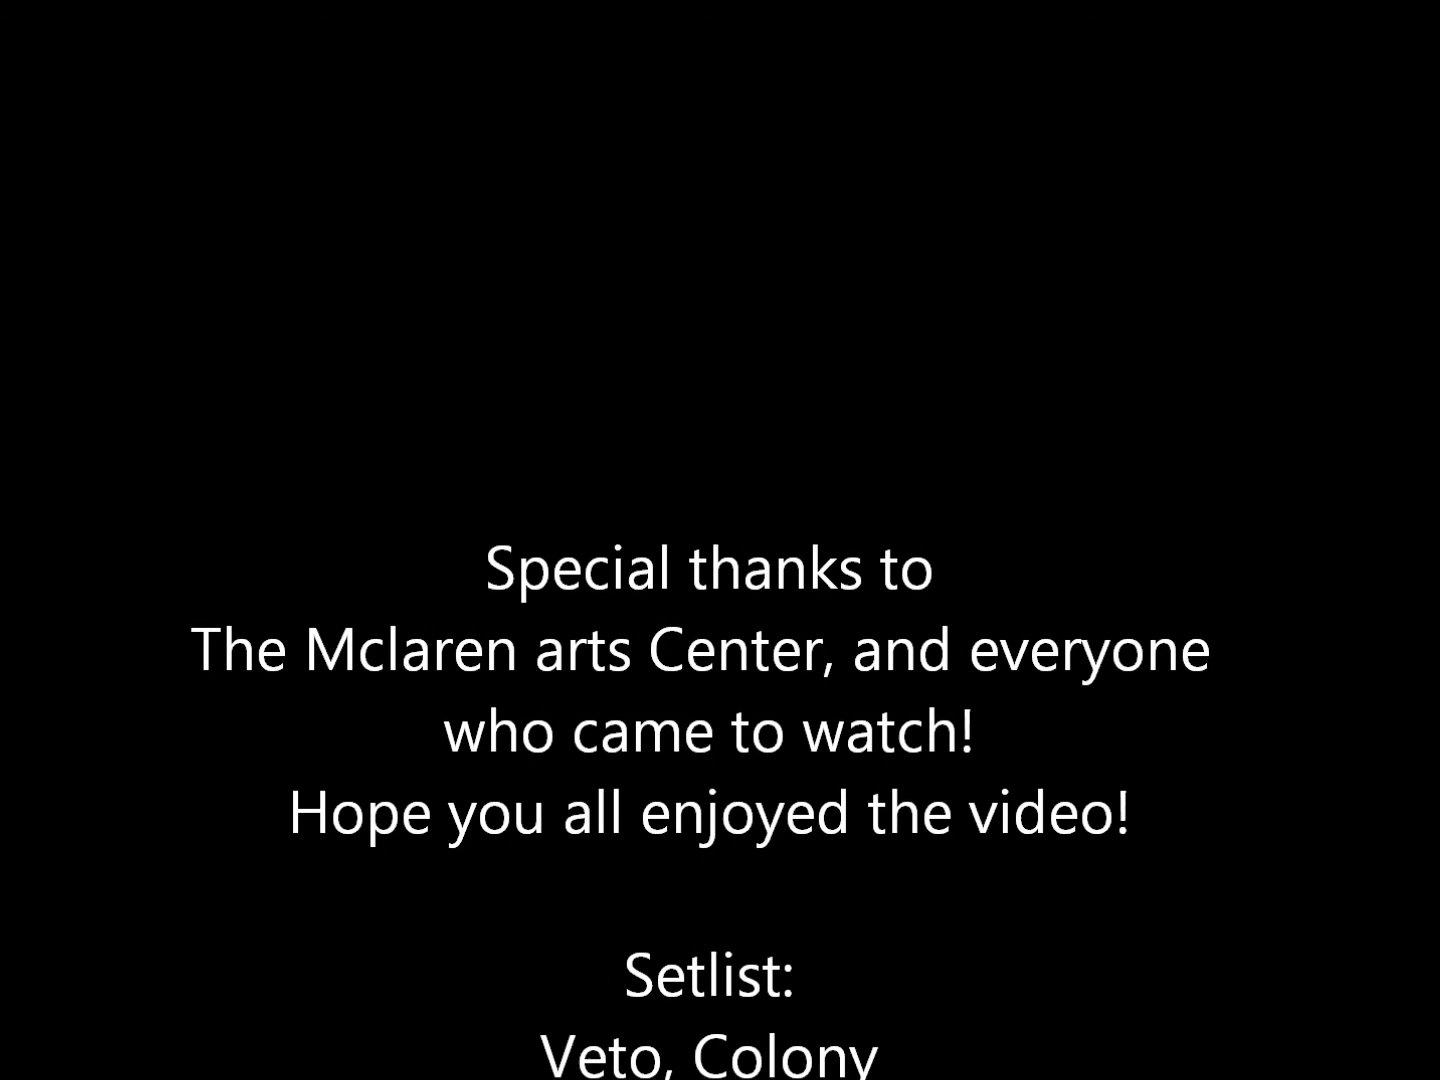 Special thanks to
The Mclaren arts Center, and everyone
who came to watch!
Hope you all enjoyed the video!
Setlist:
Veto, Colony